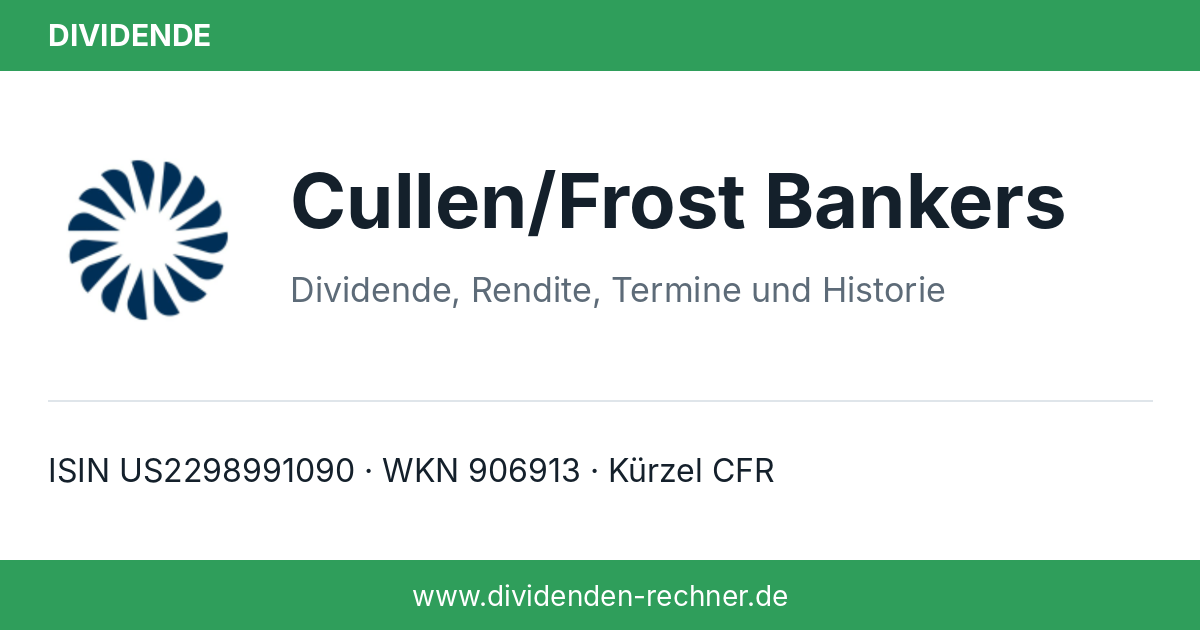 DIVIDENDE
Cullen/Frost Bankers
Dividende, Rendite, Termine und Historie
ISIN US2298991090 · WKN 906913 · Kürzel CFR
www.dividenden-rechner.de